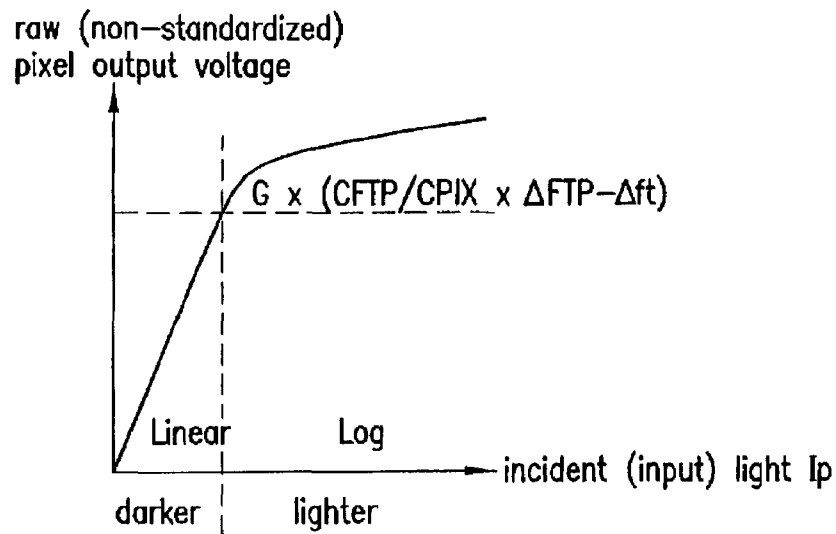 raw (non-standardized)
pixel output voltage
G x (CFTP/CPIX x ΔFTP-Δft)
Linear
Log
incident (input) light Ip
darker
lighter